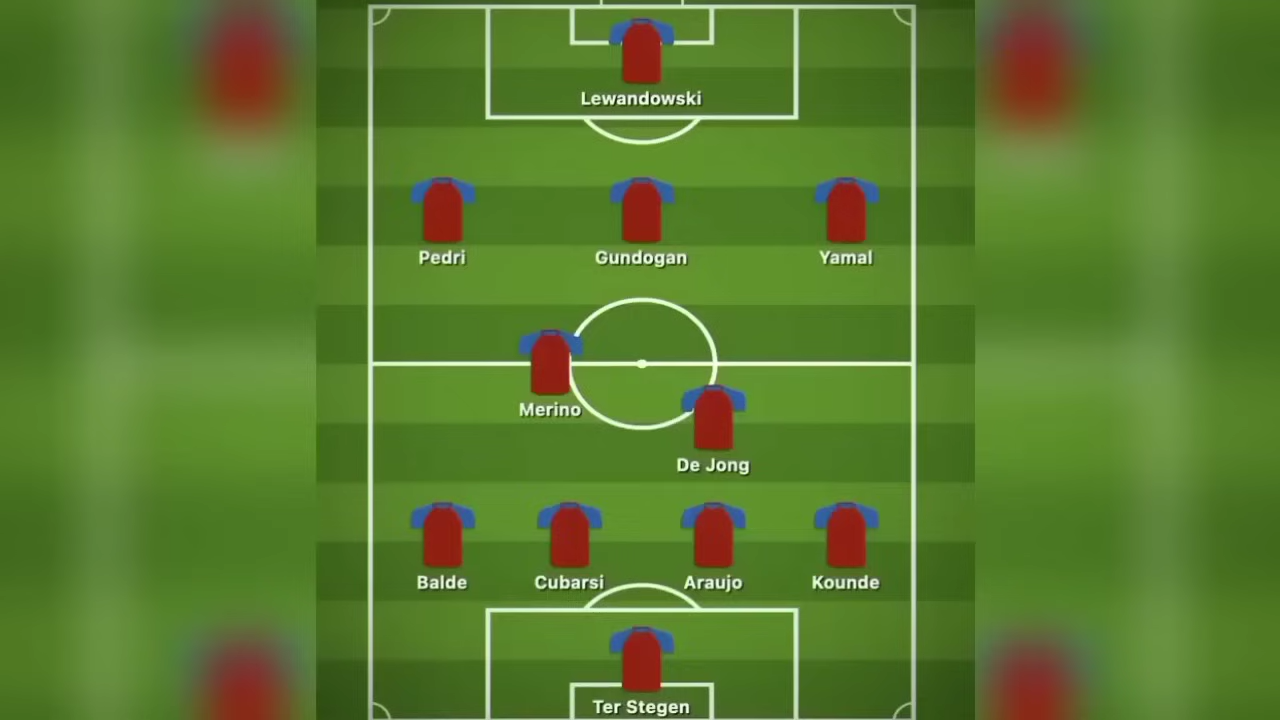 Lewandowski
Pedri Gundogan Yamal
Merino
De Jong
Balde Cubarsi Araujo Kounde
Ter Stegen